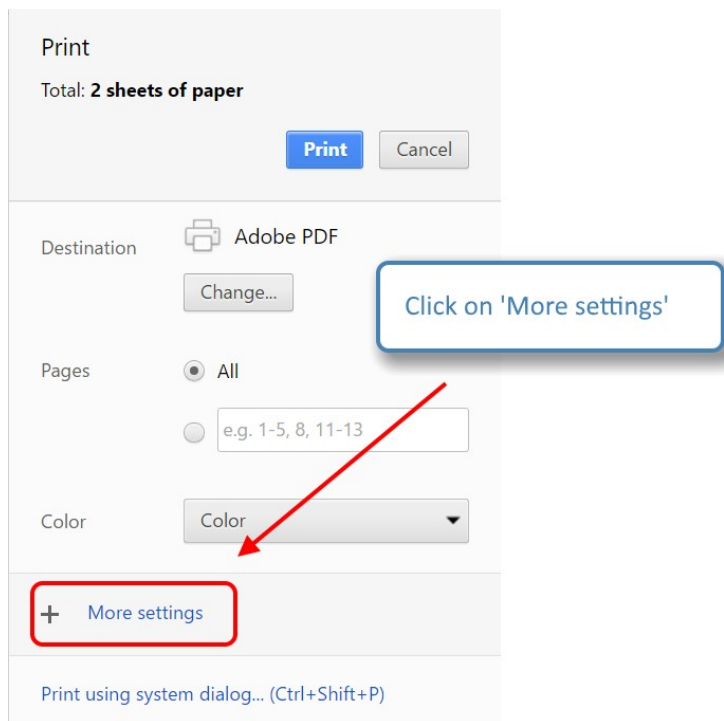 Print
Total: 2 sheets of paper
Print Cancel
Destination Adobe PDF
Change...
Click on 'More settings'
Pages All
e.g. 1-5, 8, 11-13
Color Color
+ More settings
Print using system dialog... (Ctrl+Shift+P)